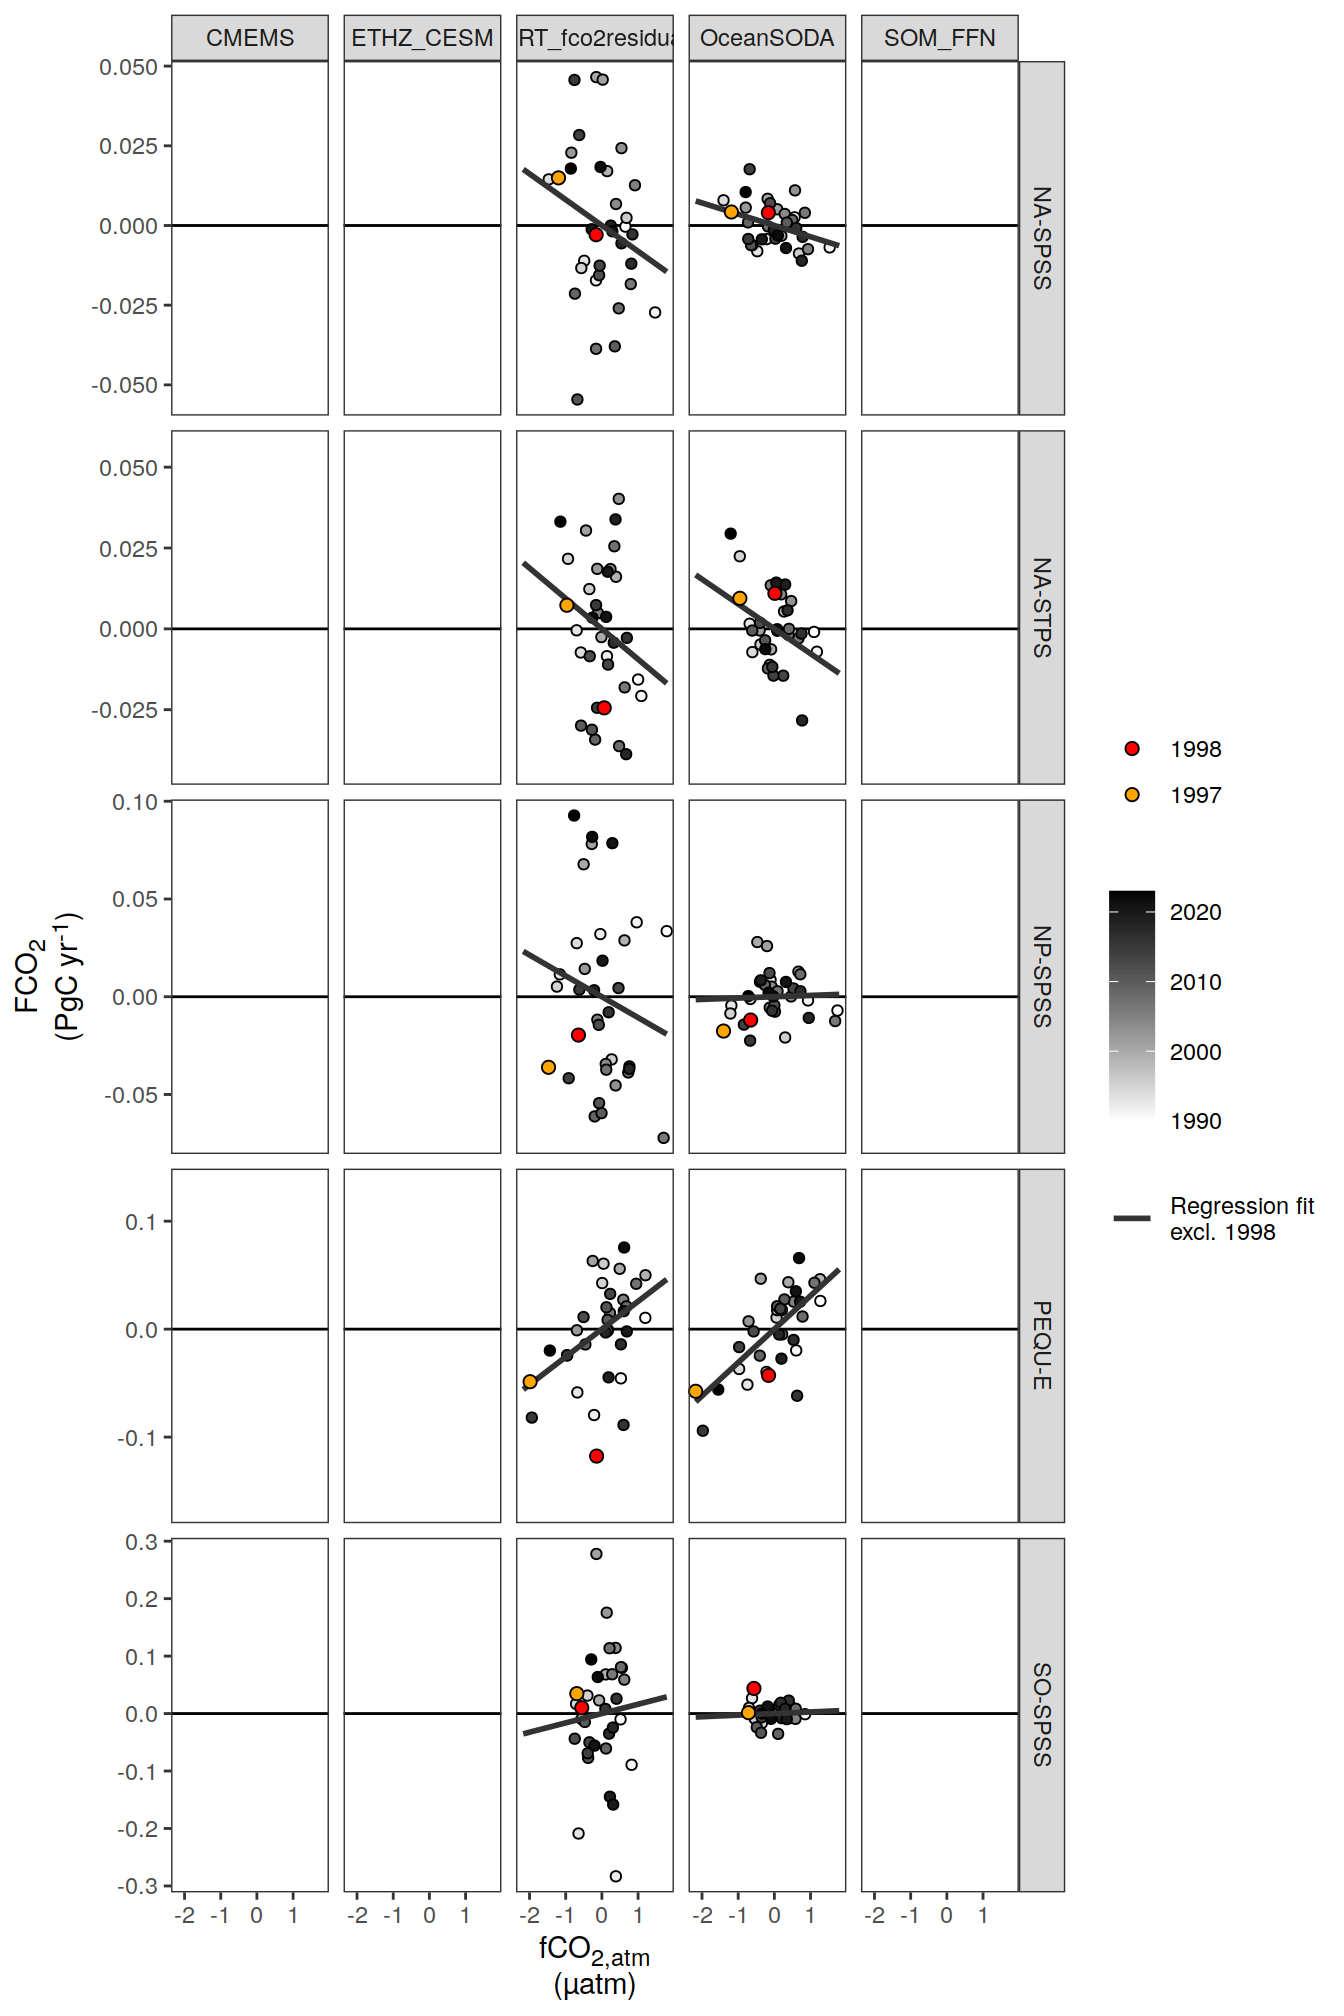 CMEMS ETHZ_CESM RT_fco2residua OceanSODA SOM_FFN
0.050
0.025
0.000
-0.025
-0.050
NA-SPSS
0.050
0.025
0.000
-0.025
NA-STPS
0.10
0.05
0.00
-0.05
NP-SPSS
0.1
0.0
-0.1
PEQU-E
0.3
0.2
0.1
0.0
-0.1
-0.2
-0.3
SO-SPSS
-2 -1 0 1 -2 -1 0 1 -2 -1 0 1 -2 -1 0 1 -2 -1 0 1
fCO2,atm
(µatm)
FCO2
(PgC yr-1)
1998
1997
2020
2010
2000
1990
Regression fit
excl. 1998